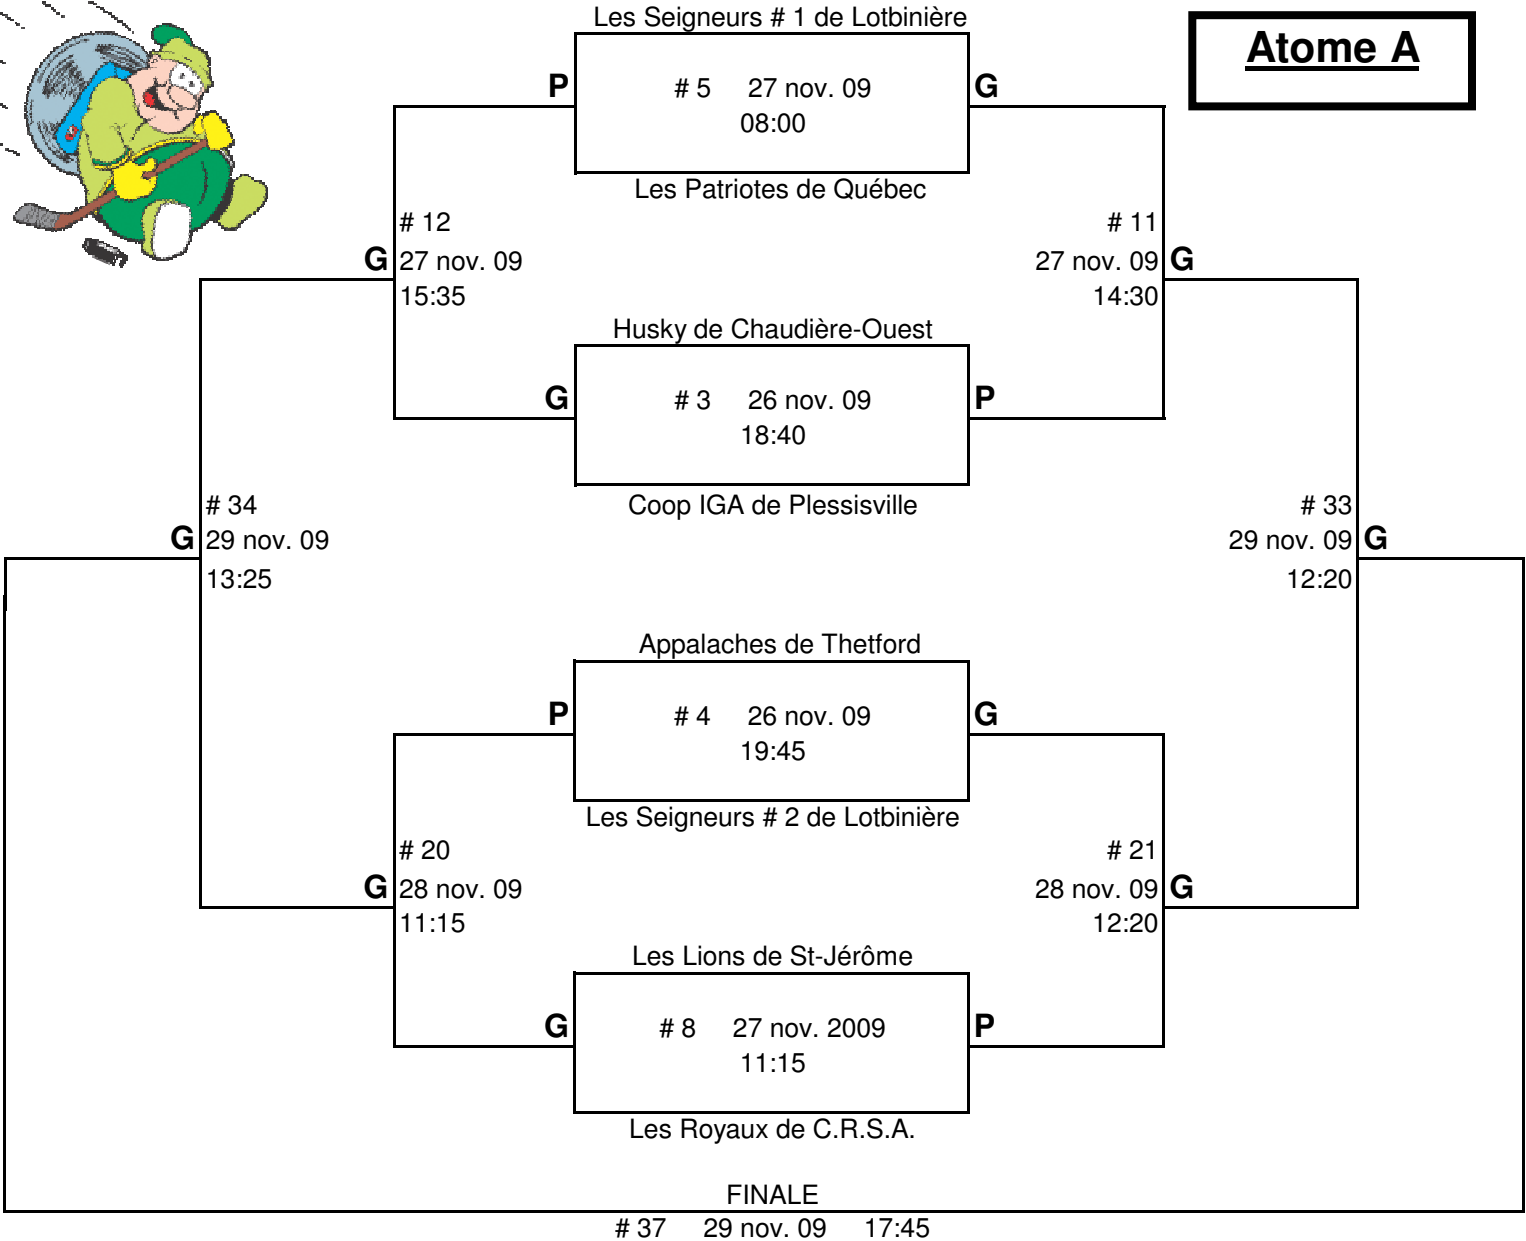 Les Seigneurs # 1 de Lotbinière
Atome A
P # 5 27 nov. 09 G
08:00
Les Patriotes de Québec
# 12
G 27 nov. 09
15:35
# 11
27 nov. 09 G
14:30
Husky de Chaudière-Ouest
G # 3 26 nov. 09 P
18:40
Coop IGA de Plessisville
# 34
G 29 nov. 09
13:25
# 33
29 nov. 09 G
12:20
Appalaches de Thetford
P # 4 26 nov. 09 G
19:45
Les Seigneurs # 2 de Lotbinière
# 20
G 28 nov. 09
11:15
# 21
28 nov. 09 G
12:20
Les Lions de St-Jérôme
G # 8 27 nov. 2009 P
11:15
Les Royaux de C.R.S.A.
FINALE
# 37 29 nov. 09 17:45